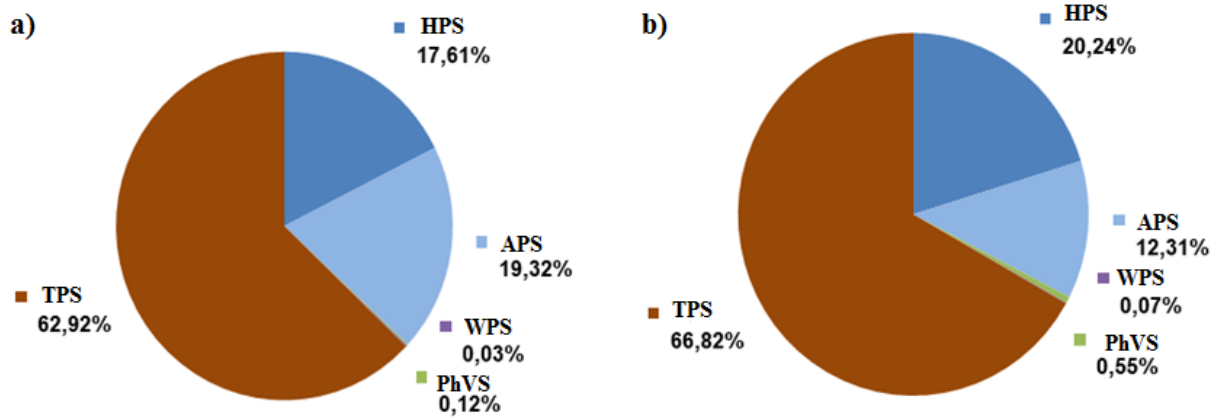 a)
HPS
17,61%
APS
19,32%
WPS
0,03%
PhVS
0,12%
TPS
62,92%
b)
HPS
20,24%
APS
12,31%
WPS
0,07%
PhVS
0,55%
TPS
66,82%